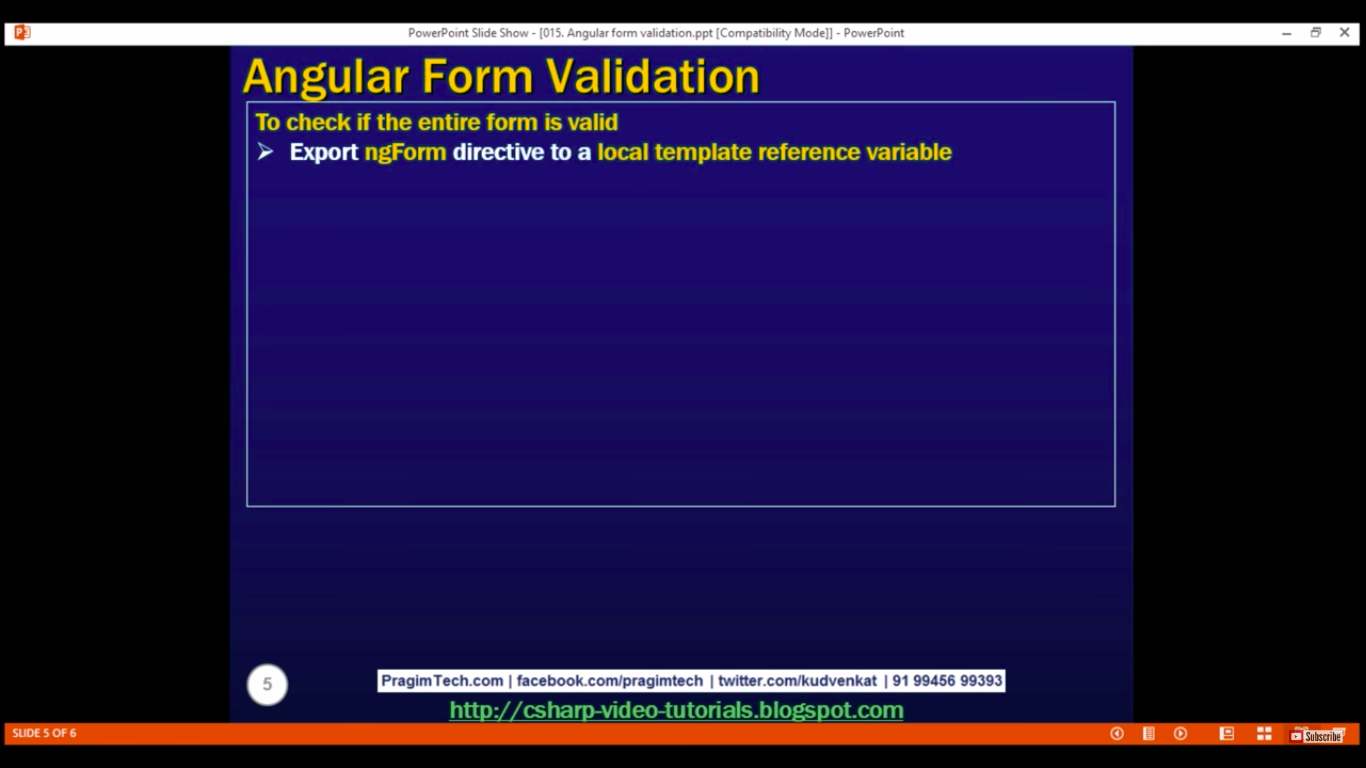 PowerPoint Slide Show - [015. Angular form validation.ppt [Compatibility Mode]] - PowerPoint
Angular Form Validation
To check if the entire form is valid
➢ Export ngForm directive to a local template reference variable
5
PragimTech.com | facebook.com/pragimtech | twitter.com/kudvenkat | 91 99456 99393
http://csharp-video-tutorials.blogspot.com
SLIDE 5 OF 6
Subscribe